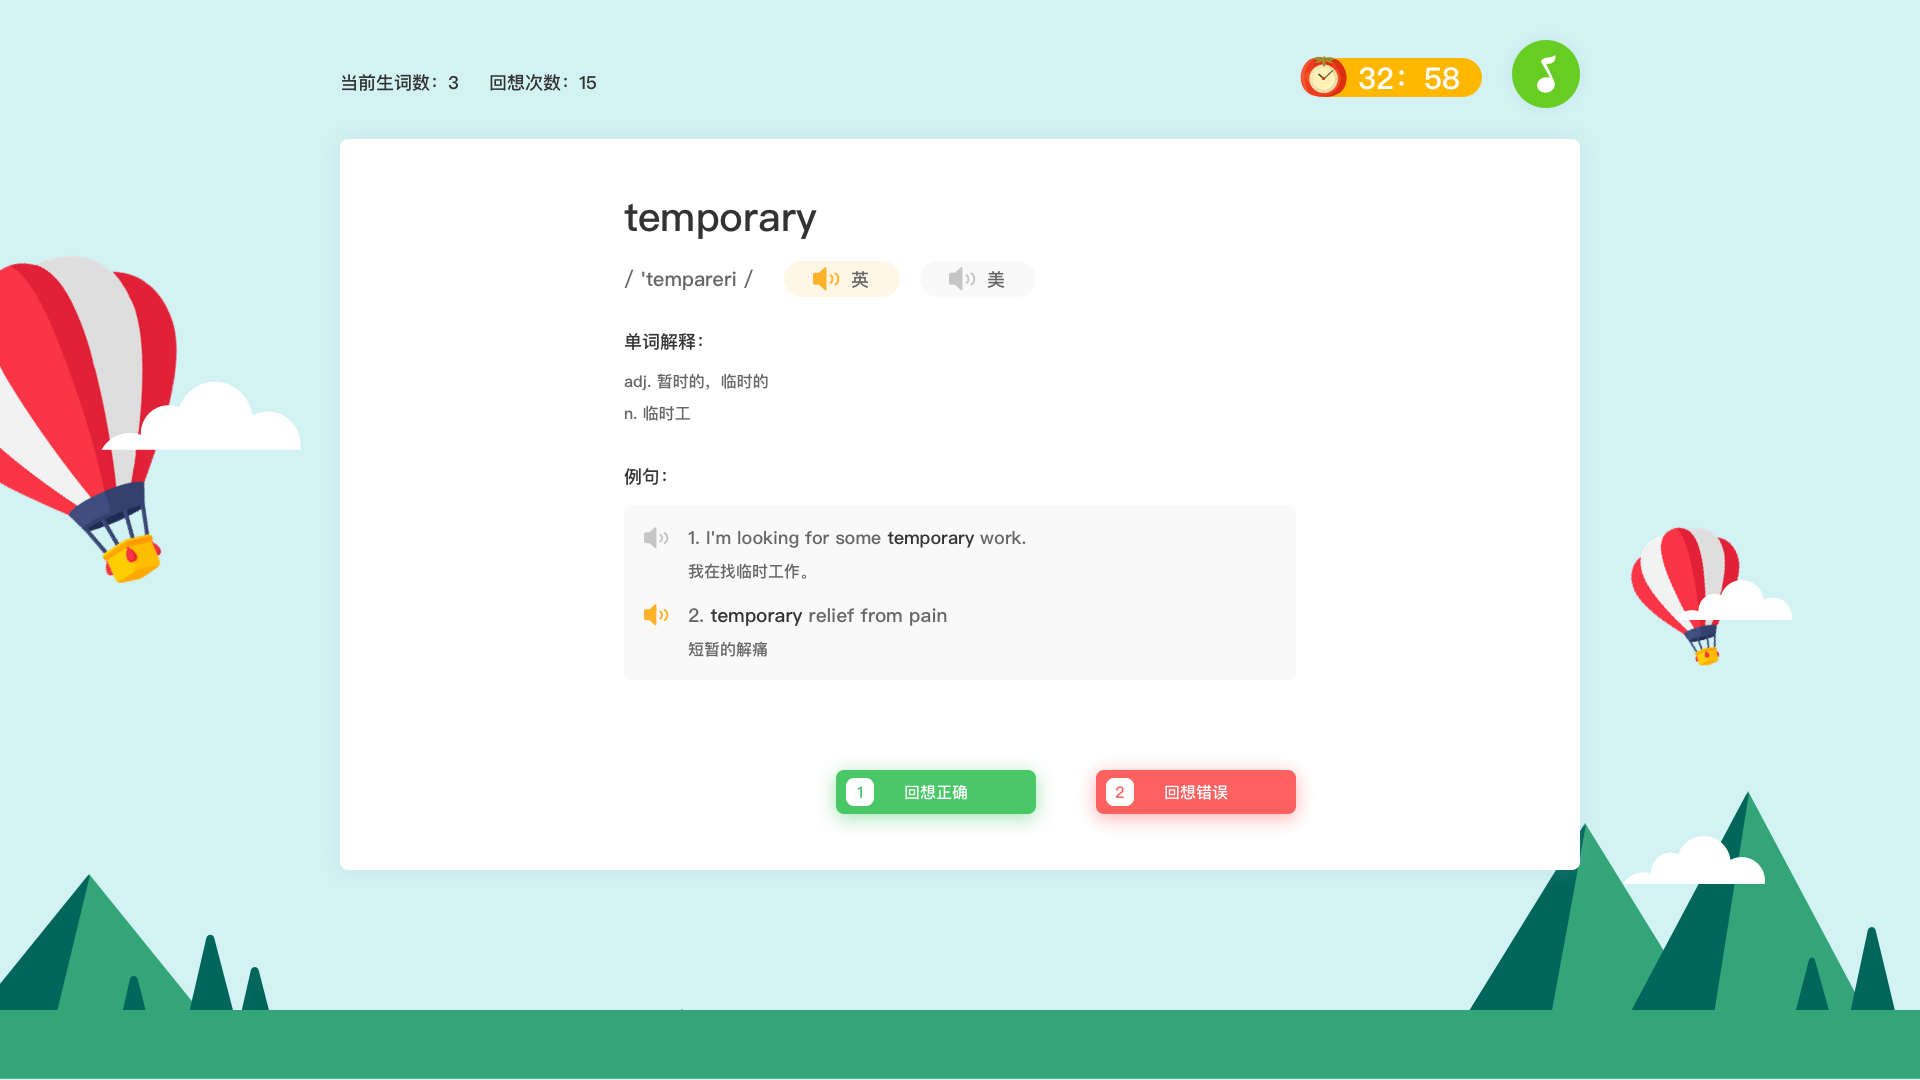 当前生词数：3 回想次数：15
32：58
temporary
/ 'tempareri / 英 美
单词解释：
adj. 暂时的，临时的
n. 临时工
例句：
1. I'm looking for some temporary work.
我在找临时工作。
2. temporary relief from pain
短暂的解痛
1 回想正确
2 回想错误